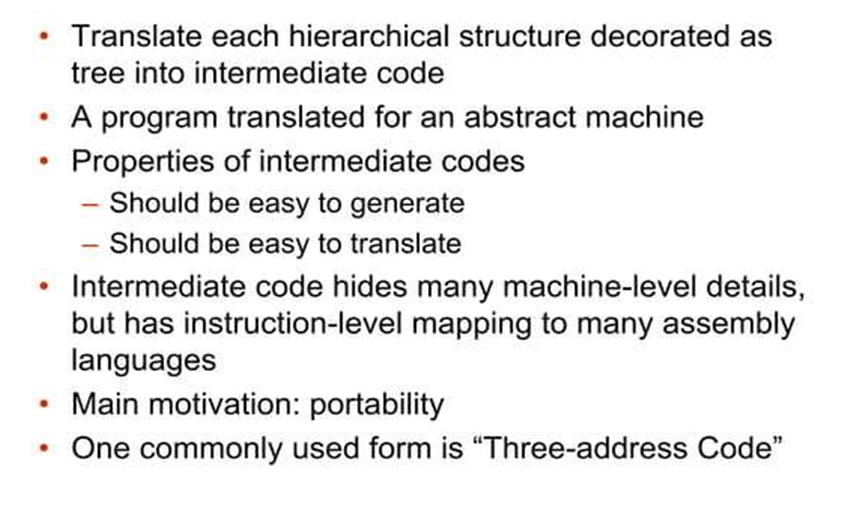 • Translate each hierarchical structure decorated as
tree into intermediate code
• A program translated for an abstract machine
• Properties of intermediate codes
– Should be easy to generate
– Should be easy to translate
• Intermediate code hides many machine-level details,
but has instruction-level mapping to many assembly
languages
• Main motivation: portability
• One commonly used form is “Three-address Code”